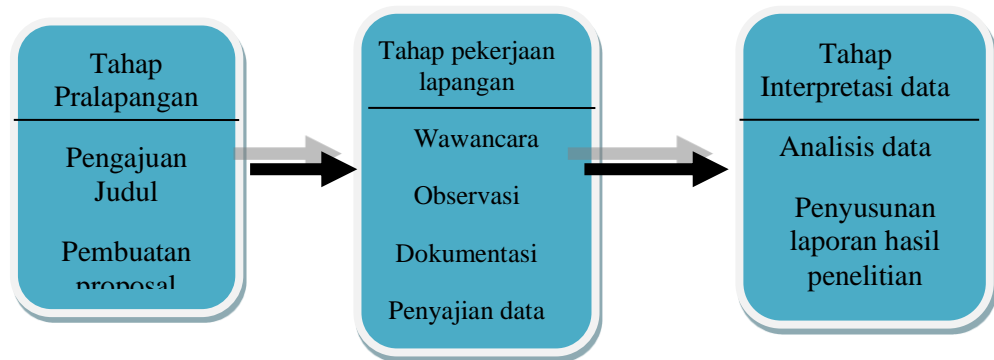 Tahap
Pralapangan
Pengajuan
Judul
Pembuatan
proposal
Tahap pekerjaan
lapangan
Wawancara
Observasi
Dokumentasi
Penyajian data
Tahap
Interpretasi data
Analisis data
Penyusunan
laporan hasil
penelitian